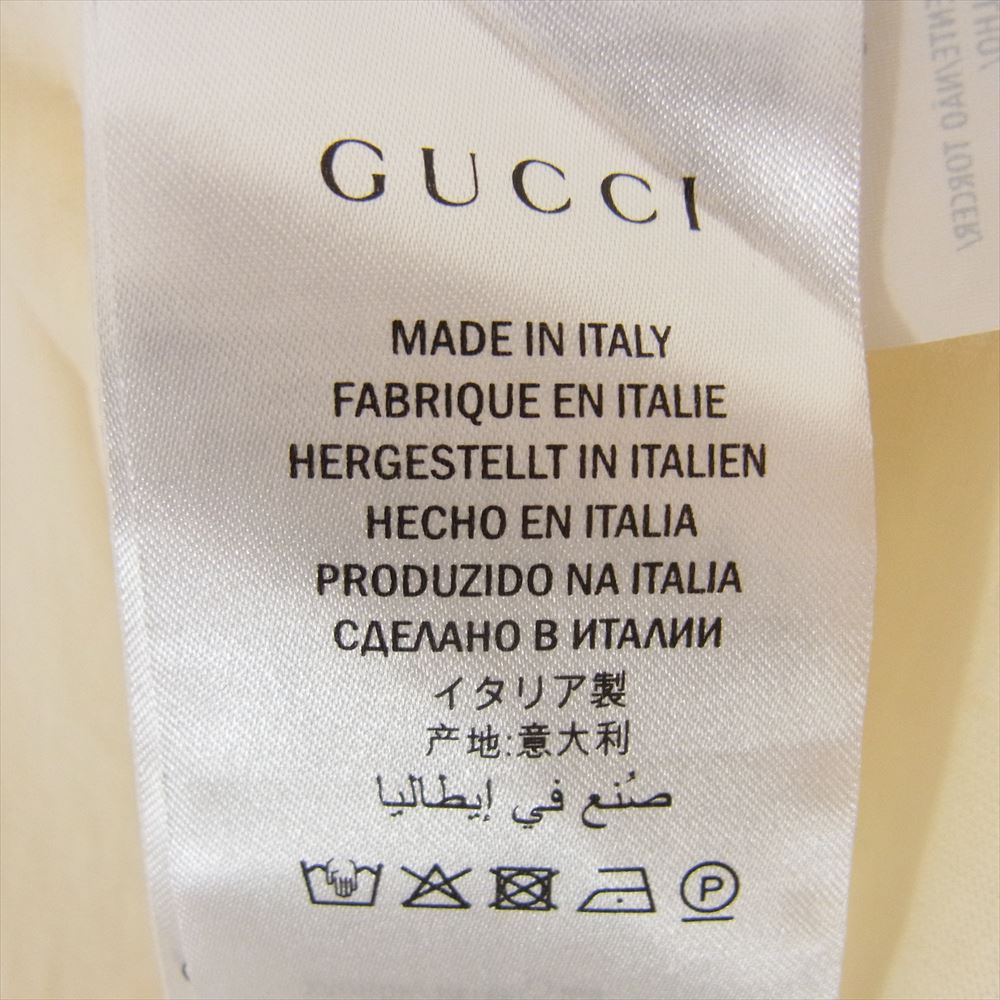 GUCCI
MADE IN ITALY
FABRIQUE EN ITALIE
HERGESTELLT IN ITALIEN
HECHO EN ITALIA
PRODUZIDO NA ITALIA
СДЕЛАНО В ИТАЛИИ
イタリア製
产地:意大利
صُنع في إيطاليا
P
TORCER/